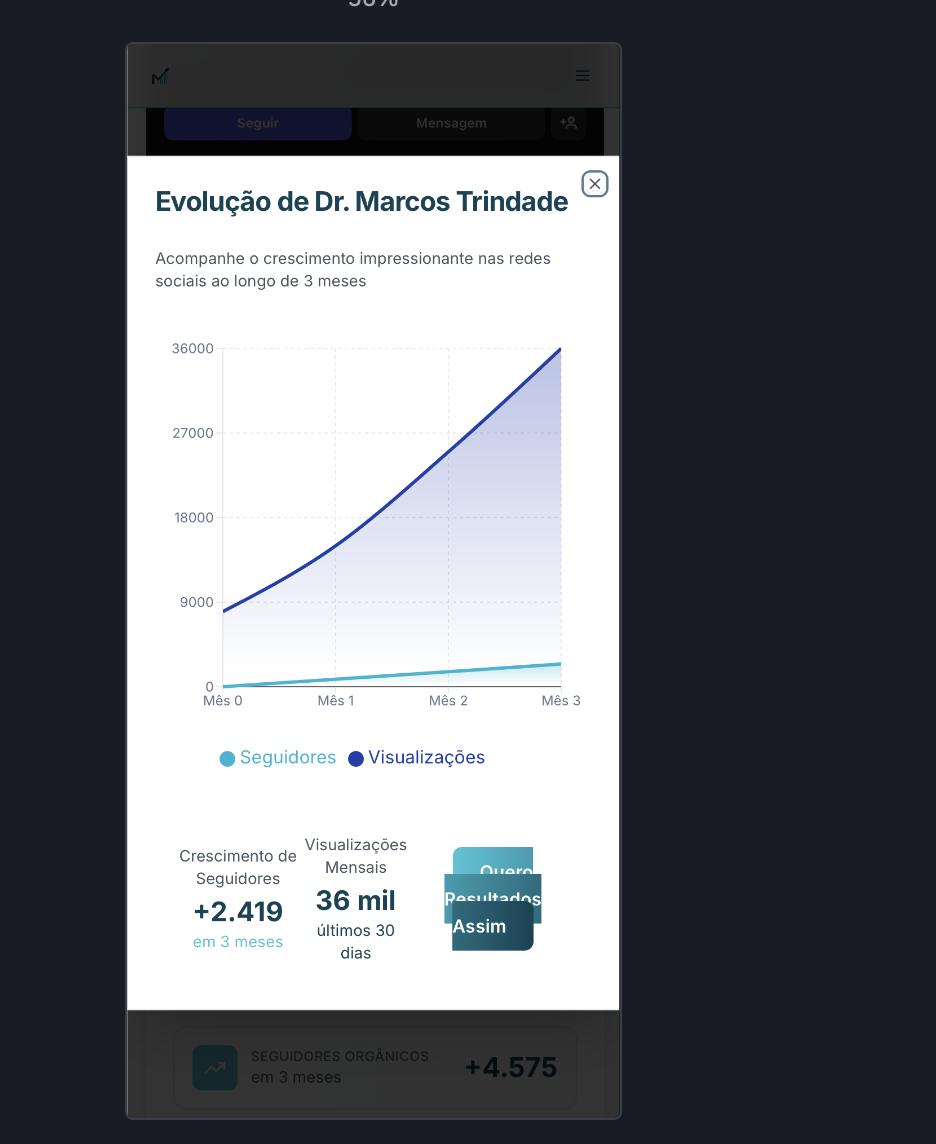 50%
Seguir
Mensagem
Evolução de Dr. Marcos Trindade
Acompanhe o crescimento impressionante nas redes
sociais ao longo de 3 meses
36000
27000
18000
9000
0
Mês 0
Mês 1
Mês 2
Mês 3
Seguidores
Visualizações
Crescimento de
Seguidores
+2.419
em 3 meses
Visualizações
Mensais
36 mil
últimos 30
dias
Quero
Resultados
Assim
SEGUIDORES ORGÂNICOS
em 3 meses
+4.575